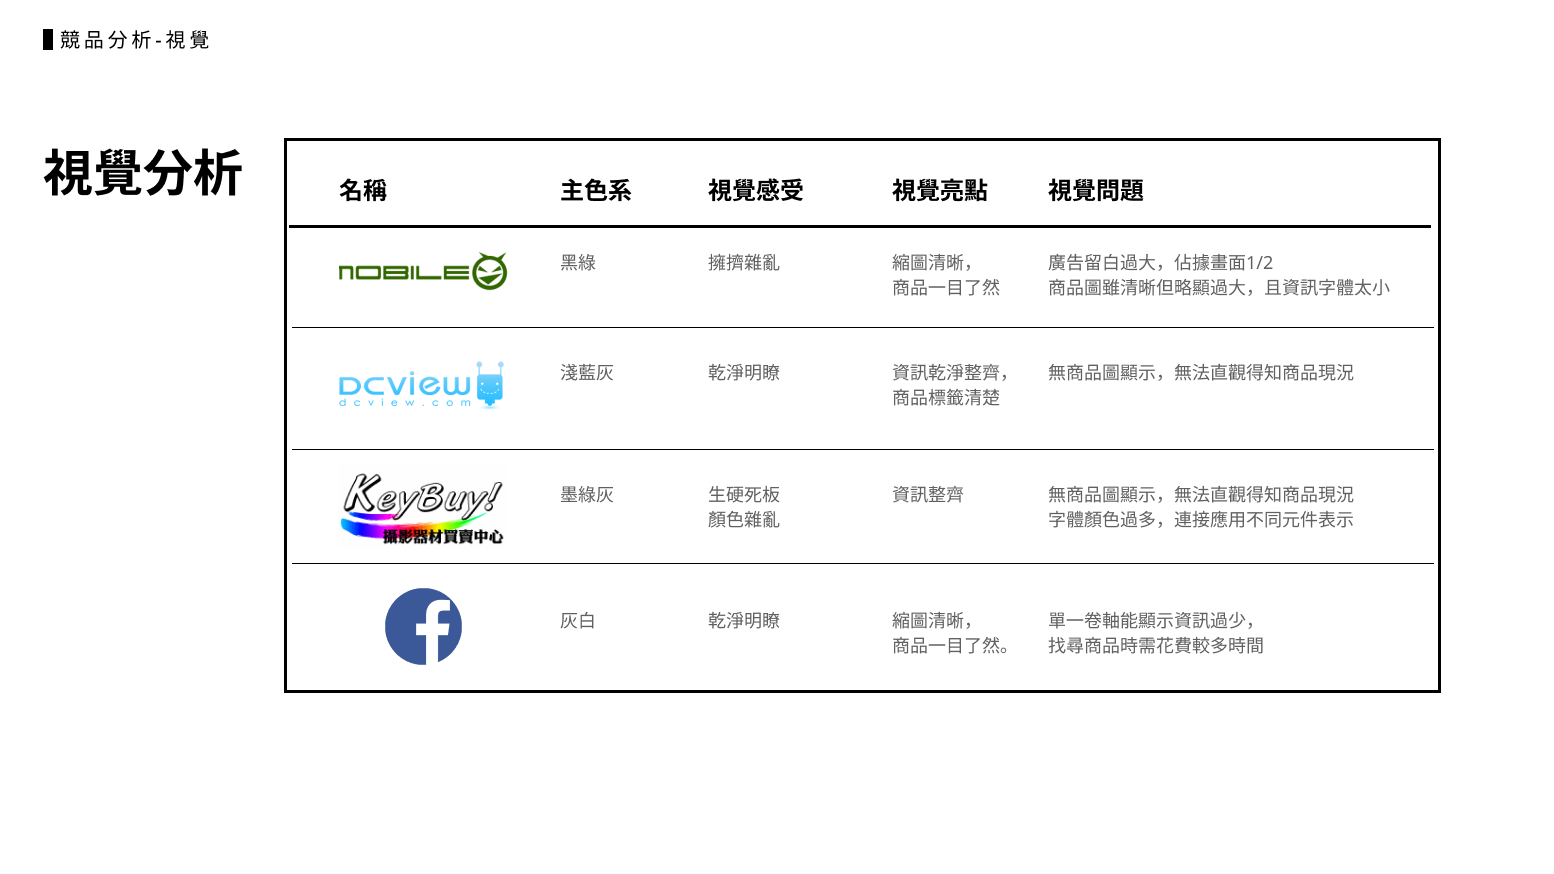 競品分析-視覺
視覺分析
名稱 主色系 視覺感受 視覺亮點 視覺問題
NOBILE 黑綠 擁擠雜亂 縮圖清晰， 廣告留白過大，佔據畫面1/2
商品一目了然 商品圖雖清晰但略顯過大，且資訊字體太小
DCview 淺藍灰 乾淨明瞭 資訊乾淨整齊， 無商品圖顯示，無法直觀得知商品現況
dcview.com 商品標籤清楚
KeyBuy! 墨綠灰 生硬死板 資訊整齊 無商品圖顯示，無法直觀得知商品現況
攝影器材買賣中心 顏色雜亂 字體顏色過多，連接應用不同元件表示
f 灰白 乾淨明瞭 縮圖清晰， 單一卷軸能顯示資訊過少，
商品一目了然。 找尋商品時需花費較多時間